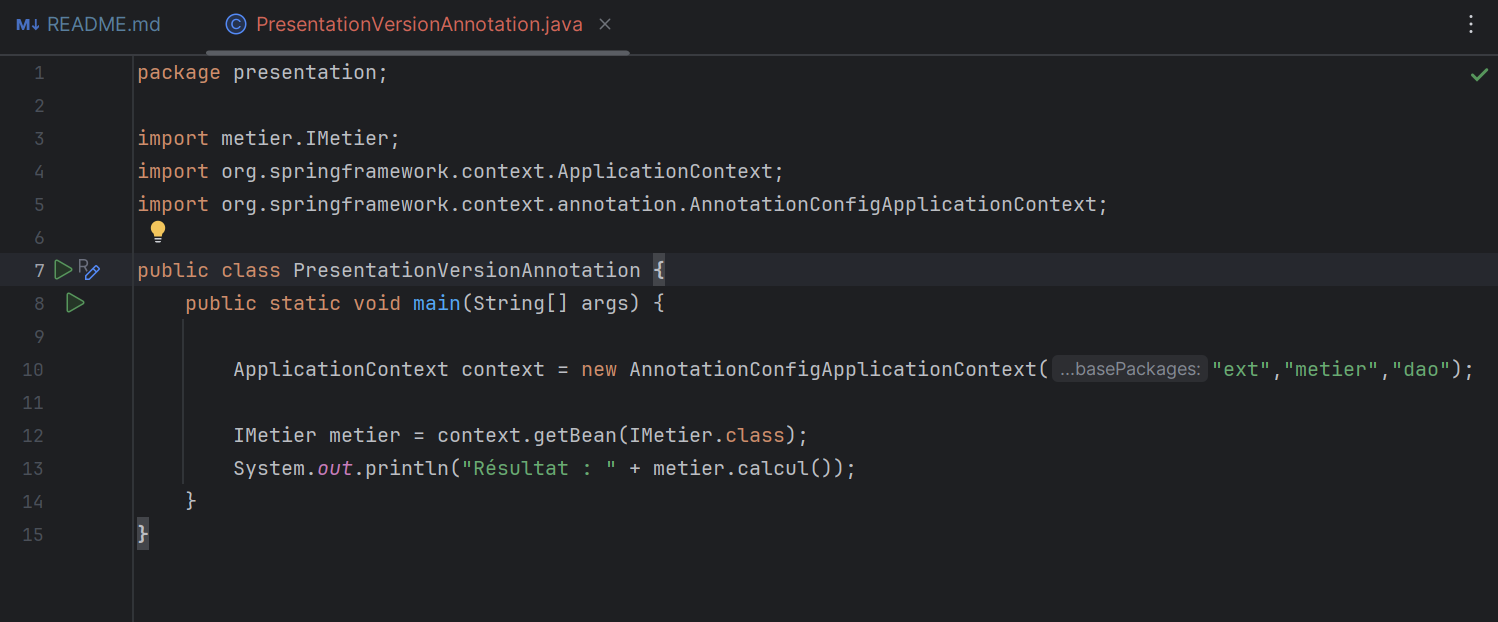 M↓ README.md
C PresentationVersionAnnotation.java ×
1 package presentation;
2
3 import metier.IMetier;
4 import org.springframework.context.ApplicationContext;
5 import org.springframework.context.annotation.AnnotationConfigApplicationContext;
6
7 R public class PresentationVersionAnnotation {
8 public static void main(String[] args) {
9
10 ApplicationContext context = new AnnotationConfigApplicationContext( ...basePackages: "ext","metier","dao");
11
12 IMetier metier = context.getBean(IMetier.class);
13 System.out.println("Résultat : " + metier.calcul());
14 }
15 }